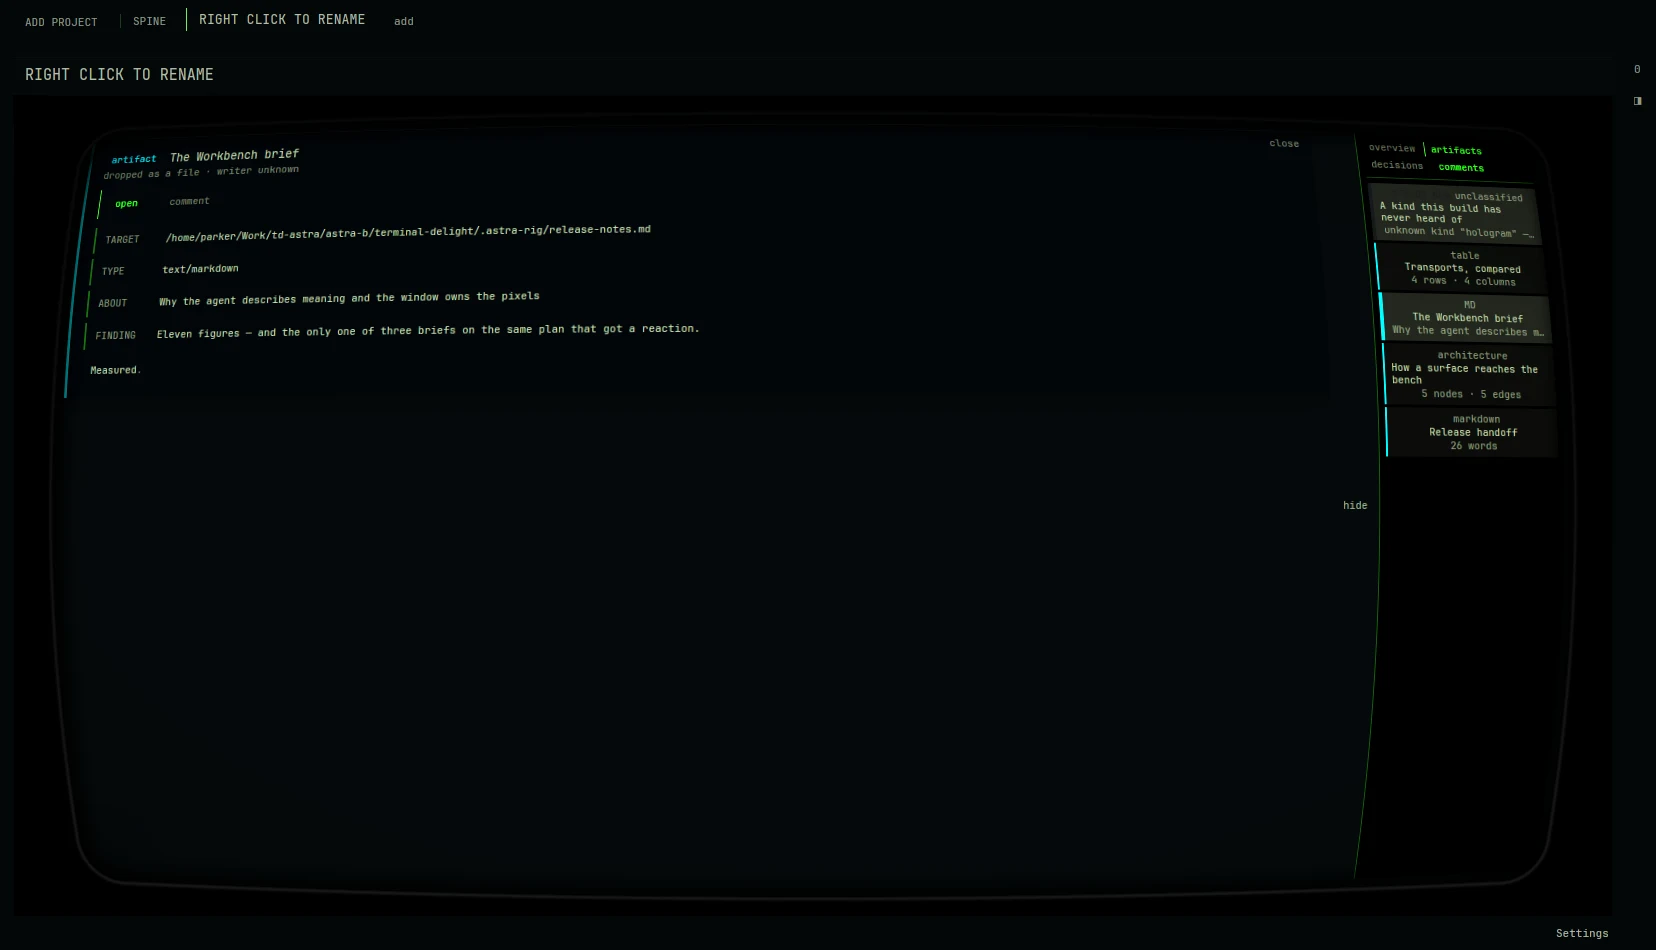 ADD PROJECT
SPINE
RIGHT CLICK TO RENAME
add
RIGHT CLICK TO RENAME
0
artifact The Workbench brief
close
dropped as a file · writer unknown
open comment
TARGET /home/parker/Work/td-astra/astra-b/terminal-delight/.astra-rig/release-notes.md
TYPE text/markdown
ABOUT Why the agent describes meaning and the window owns the pixels
FINDING Eleven figures — and the only one of three briefs on the same plan that got a reaction.
Measured.
overview artifacts
decisions comments
unclassified
A kind this build has
never heard of
unknown kind "hologram" —…
table
Transports, compared
4 rows · 4 columns
MD
The Workbench brief
Why the agent describes m…
architecture
How a surface reaches the
bench
5 nodes · 5 edges
markdown
Release handoff
26 words
hide
Settings